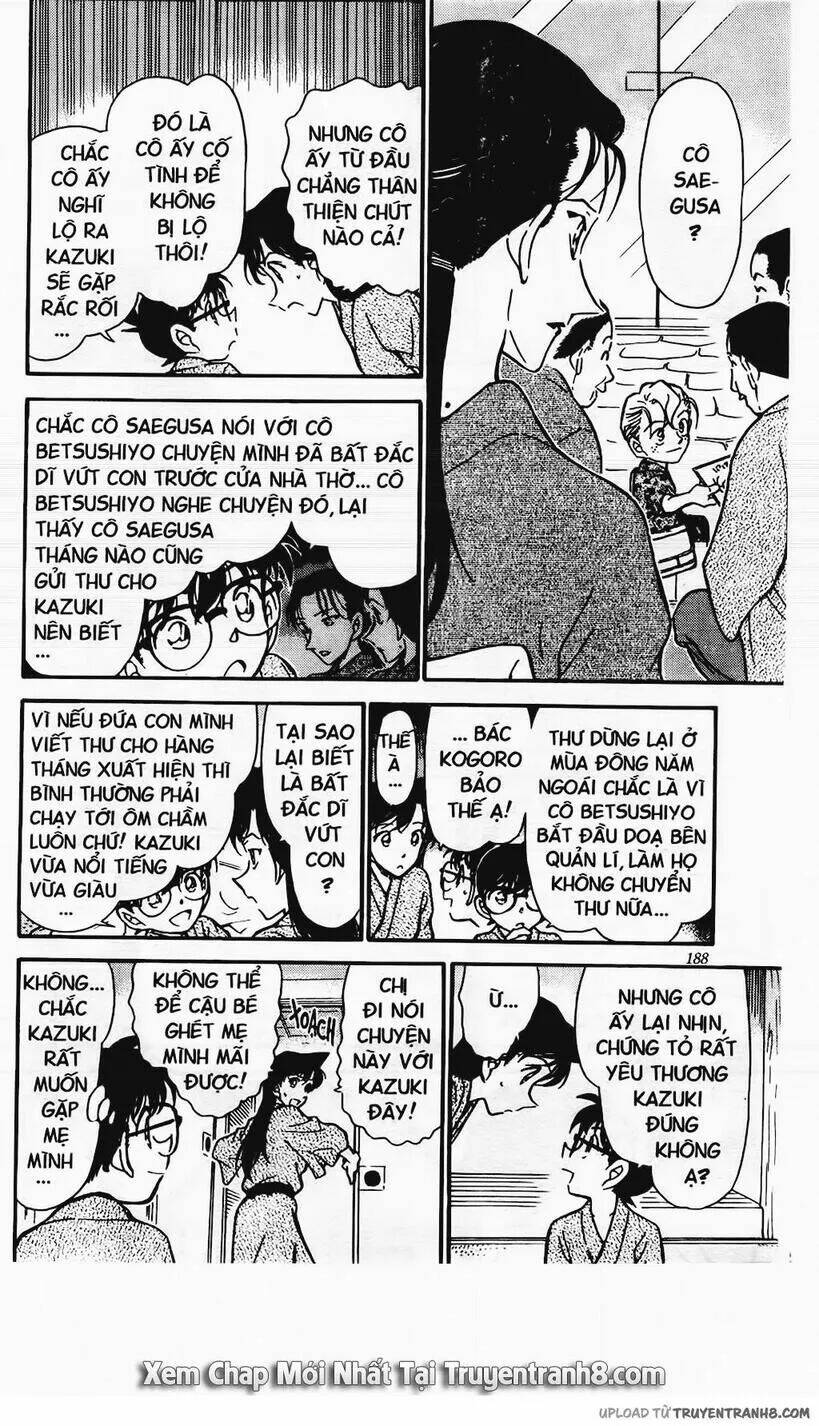 CÔ
SAE-
GUSA
?
NHƯNG CÔ
ẤY TỪ ĐẦU
CHẲNG THÂN
THIỆN CHÚT
NÀO CẢ!
ĐÓ LÀ
CÔ ẤY CỐ
TÌNH ĐỂ
KHÔNG
BỊ LỘ
THÔI!
CHẮC
CÔ ẤY
NGHĨ
LỘ RA
KAZUKI
SẼ GẶP
RẮC RỐI
...
CHẮC CÔ SAEGUSA NÓI VỚI CÔ
BETSUSHIYO CHUYỆN MÌNH ĐÃ BẤT ĐẮC
DĨ VỨT CON TRƯỚC CỬA NHÀ THỜ... CÔ
BETSUSHIYO NGHE CHUYỆN ĐÓ, LẠI
THẤY CÔ SAEGUSA
THÁNG NÀO CŨNG
GỬI THƯ CHO
KAZUKI
NÊN BIẾT
...
THƯ DỪNG LẠI Ở
MÙA ĐÔNG NĂM
NGOÁI CHẮC LÀ VÌ
CÔ BETSUSHIYO
BẮT ĐẦU DOẠ BÊN
QUẢN LÍ, LÀM HỌ
KHÔNG CHUYỂN
THƯ NỮA...
... BÁC
KOGORO
BẢO
THẾ Ạ!
THẾ
À
...
TẠI SAO
LẠI BIẾT
LÀ BẤT
ĐẮC DĨ
VỨT
CON
?
VÌ NẾU ĐỨA CON MÌNH
VIẾT THƯ CHO HÀNG
THÁNG XUẤT HIỆN THÌ
BÌNH THƯỜNG PHẢI
CHẠY TỚI ÔM CHẦM
LUÔN CHỨ! KAZUKI
VỪA NỔI TIẾNG
VỪA GIÀU
...
188
NHƯNG CÔ
ẤY LẠI NHỊN,
CHỨNG TỎ RẤT
YÊU THƯƠNG
KAZUKI
ĐÚNG
KHÔNG
Ạ?
Ừ...
CHỊ
ĐI NÓI
CHUYỆN
NÀY VỚI
KAZUKI
ĐÂY!
XOẠCH
KHÔNG THỂ
ĐỂ CẬU BÉ
GHÉT MẸ
MÌNH MÃI
ĐƯỢC!
KHÔNG...
CHẮC
KAZUKI
RẤT
MUỐN
GẶP
MẸ
MÌNH
...
Xem Chap Mới Nhất Tại Truyentranh8.com
UPLOAD TỪ TRUYENTRANH8.COM